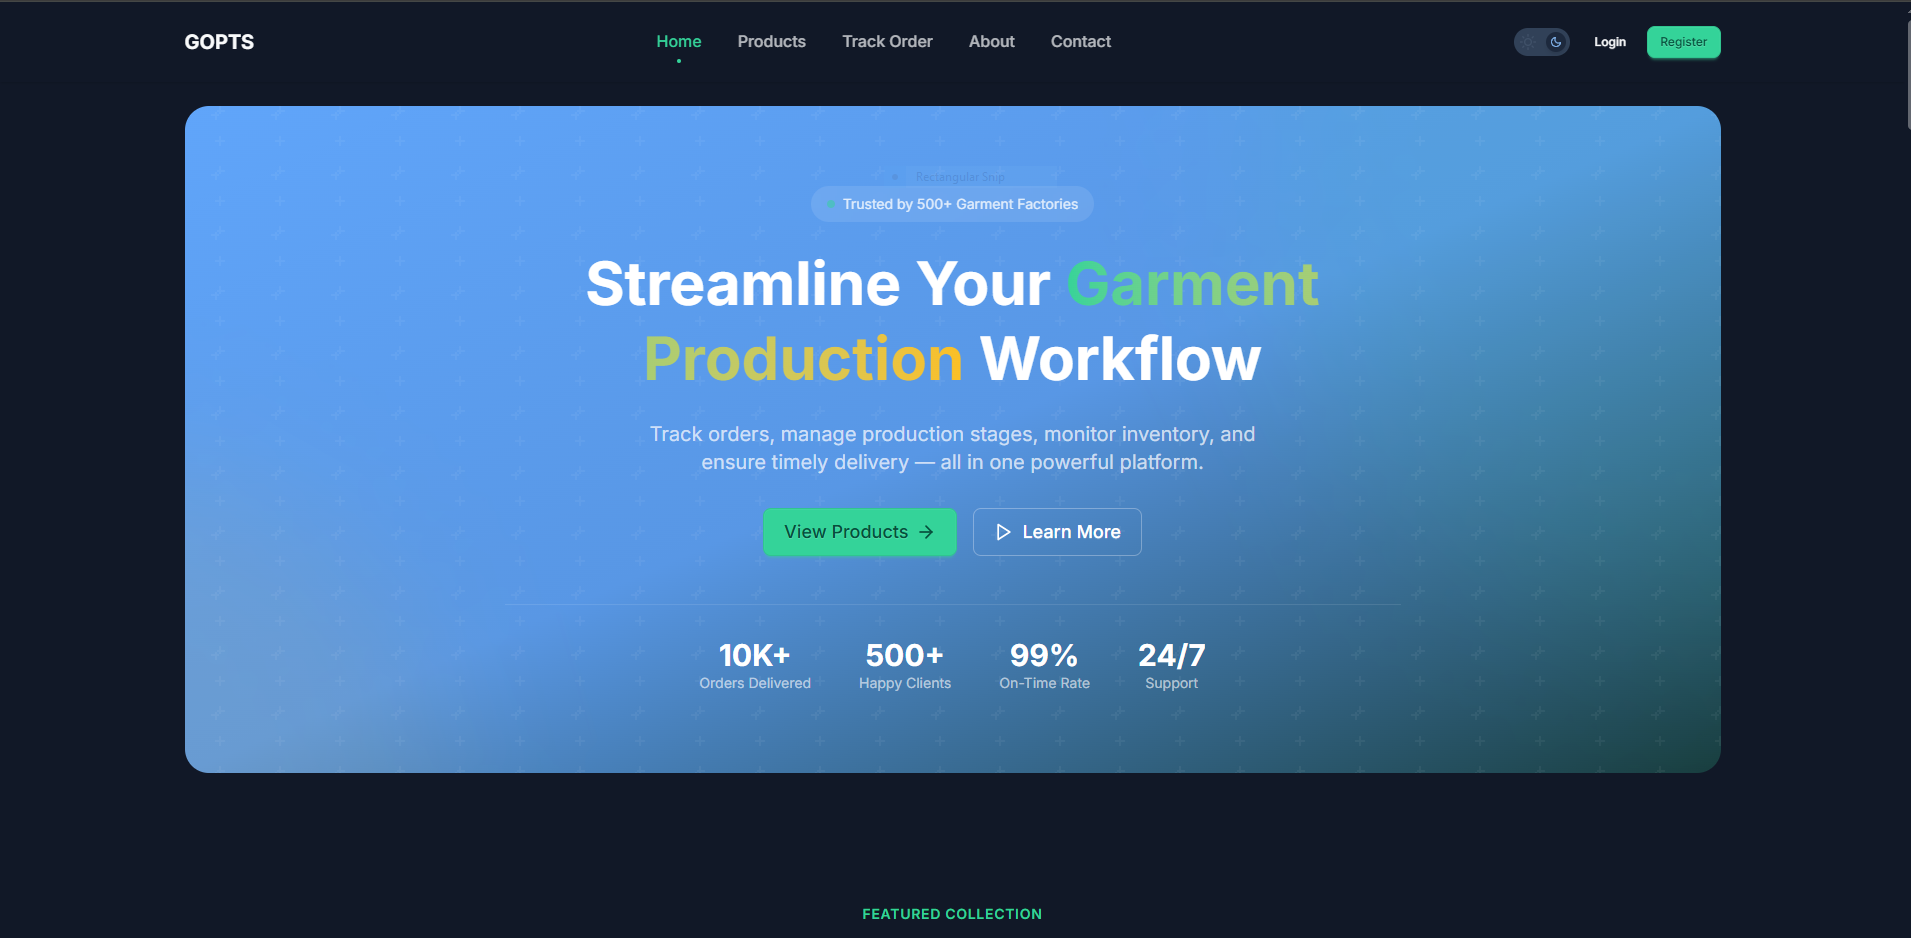 GOPTS
Home Products Track Order About Contact
Login Register
Rectangular Snip
Trusted by 500+ Garment Factories
Streamline Your Garment
Production Workflow
Track orders, manage production stages, monitor inventory, and
ensure timely delivery — all in one powerful platform.
View Products → Learn More
10K+ 500+ 99% 24/7
Orders Delivered Happy Clients On-Time Rate Support
FEATURED COLLECTION